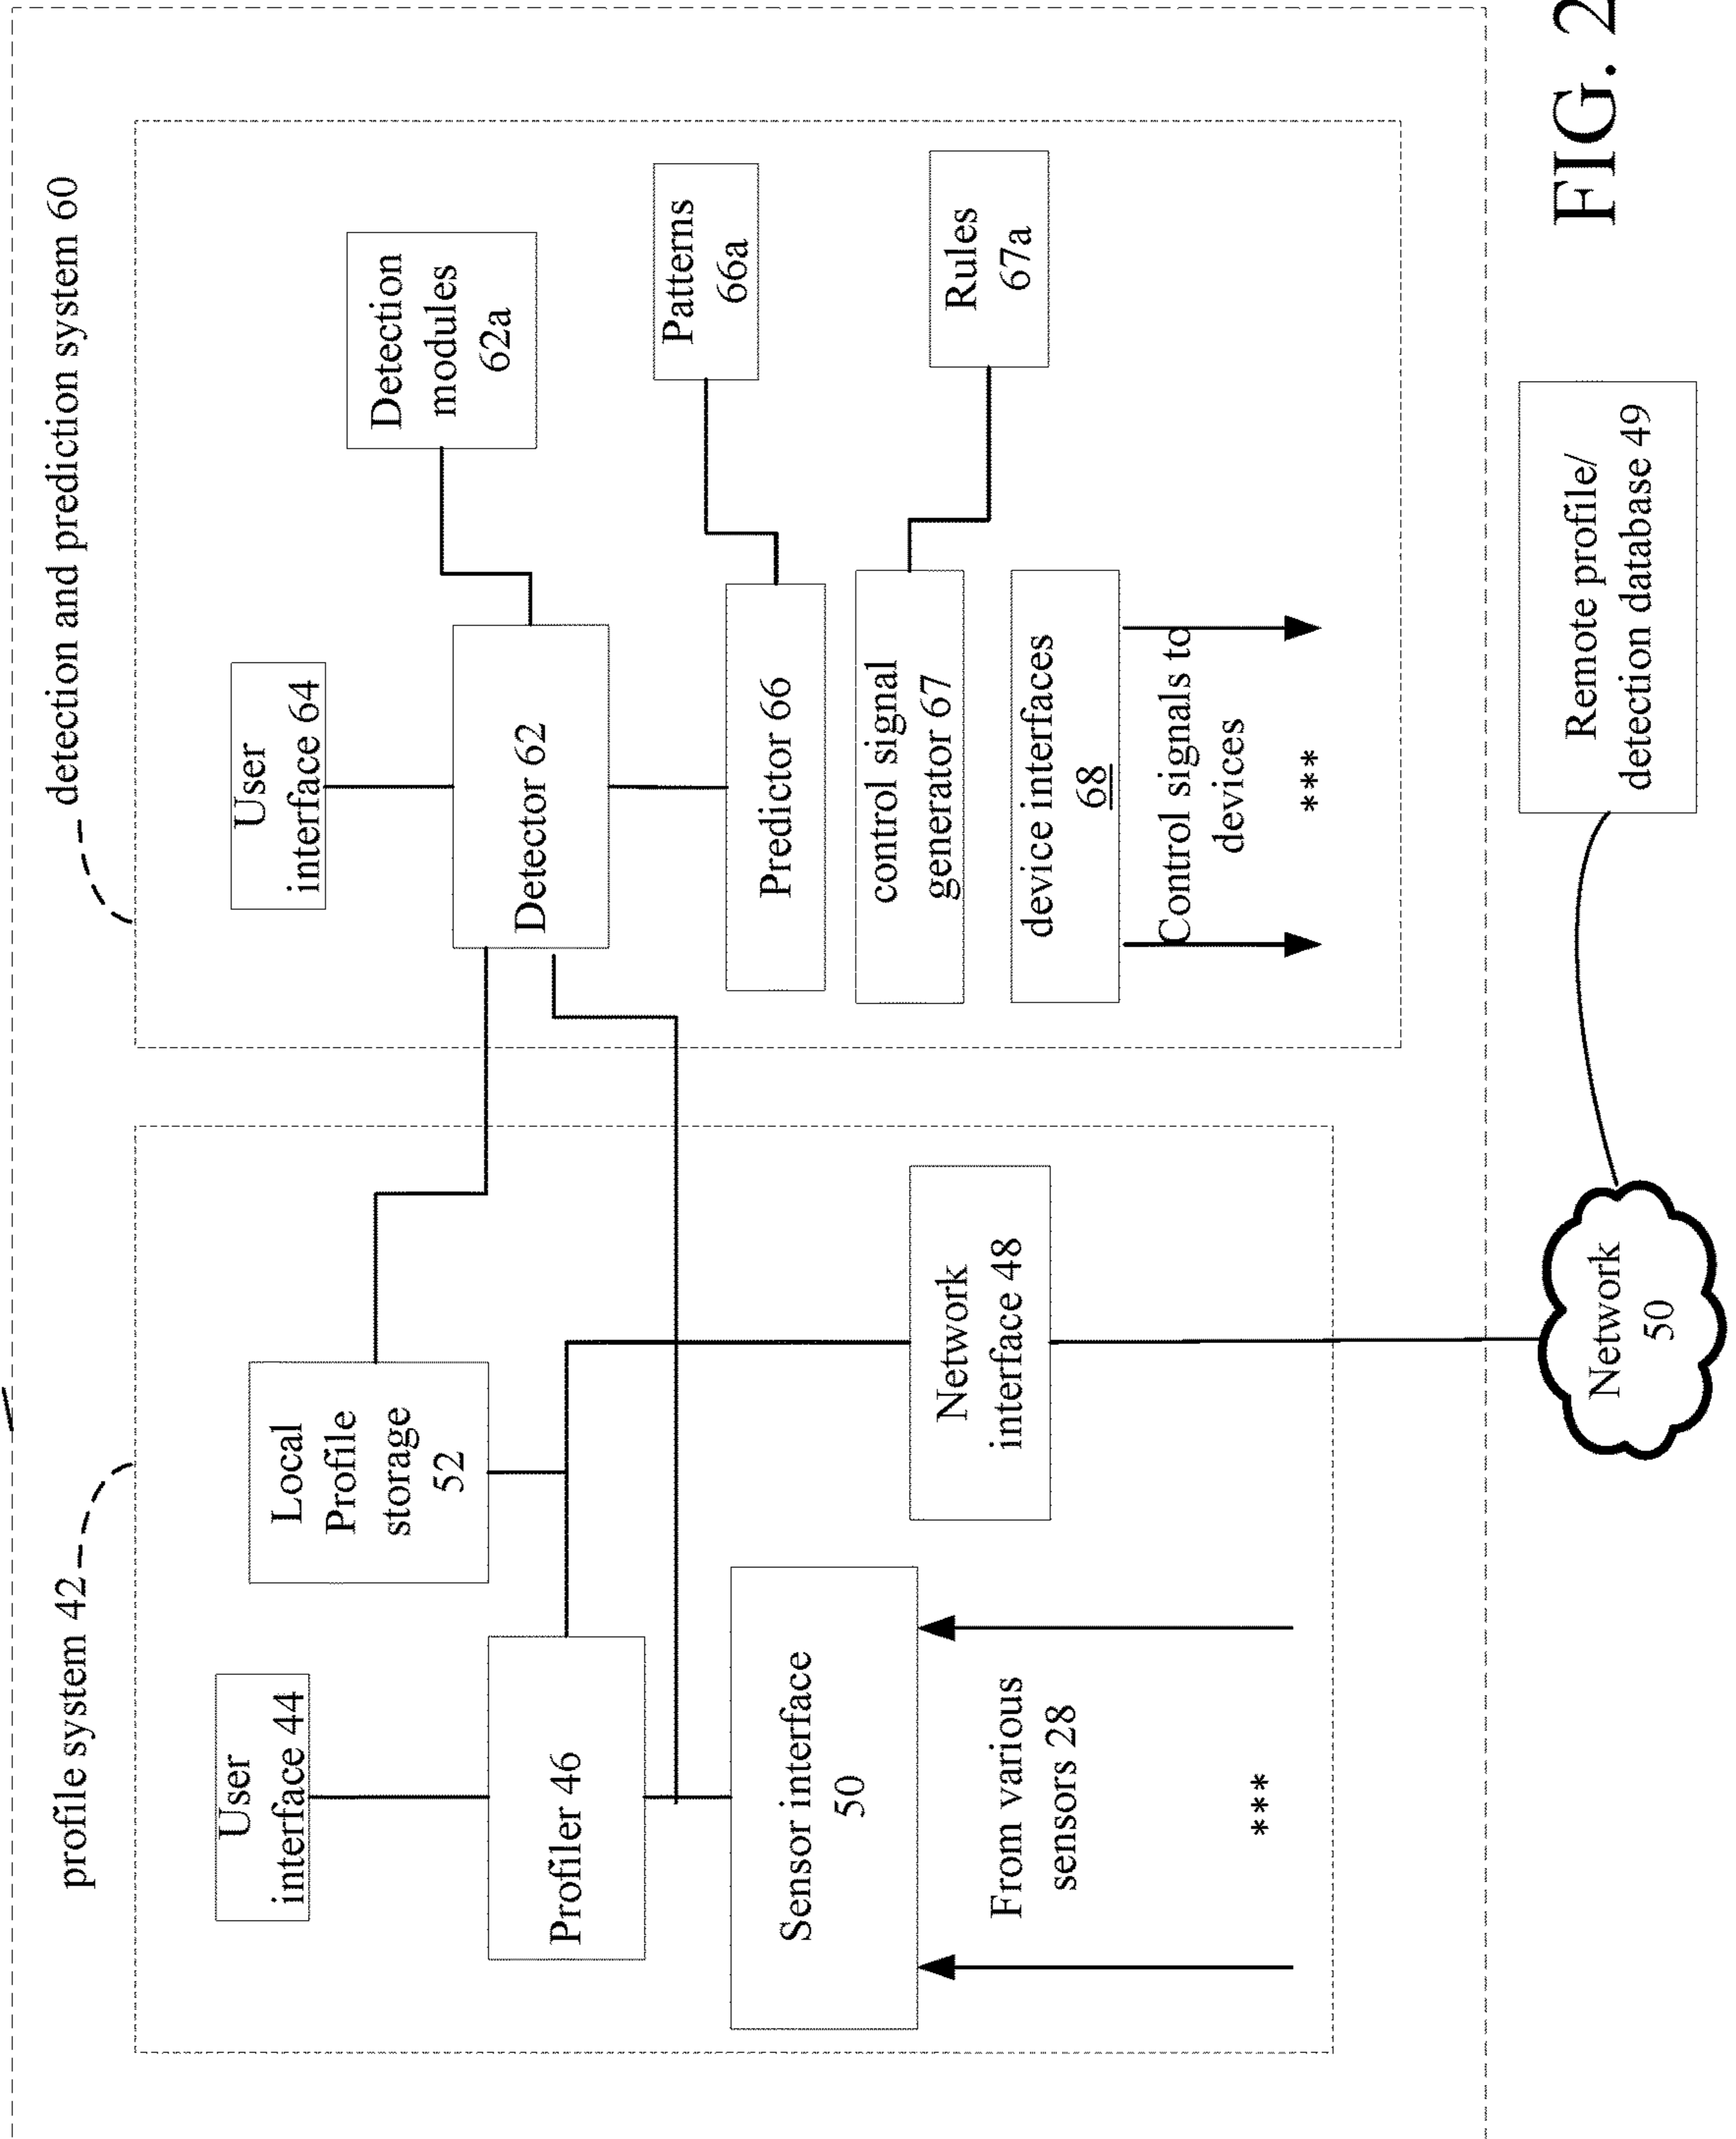 profile system 42
detection and prediction system 60
User
interface 44
Local
Profile
storage
52
Profiler 46
Sensor interface
50
Network
interface 48
From various
sensors 28
***
User
interface 64
Detection
modules
62a
Detector 62
Patterns
66a
Predictor 66
control signal
generator 67
Rules
67a
device interfaces
68
Control signals to
devices
***
Network
50
Remote profile/
detection database 49
FIG. 2